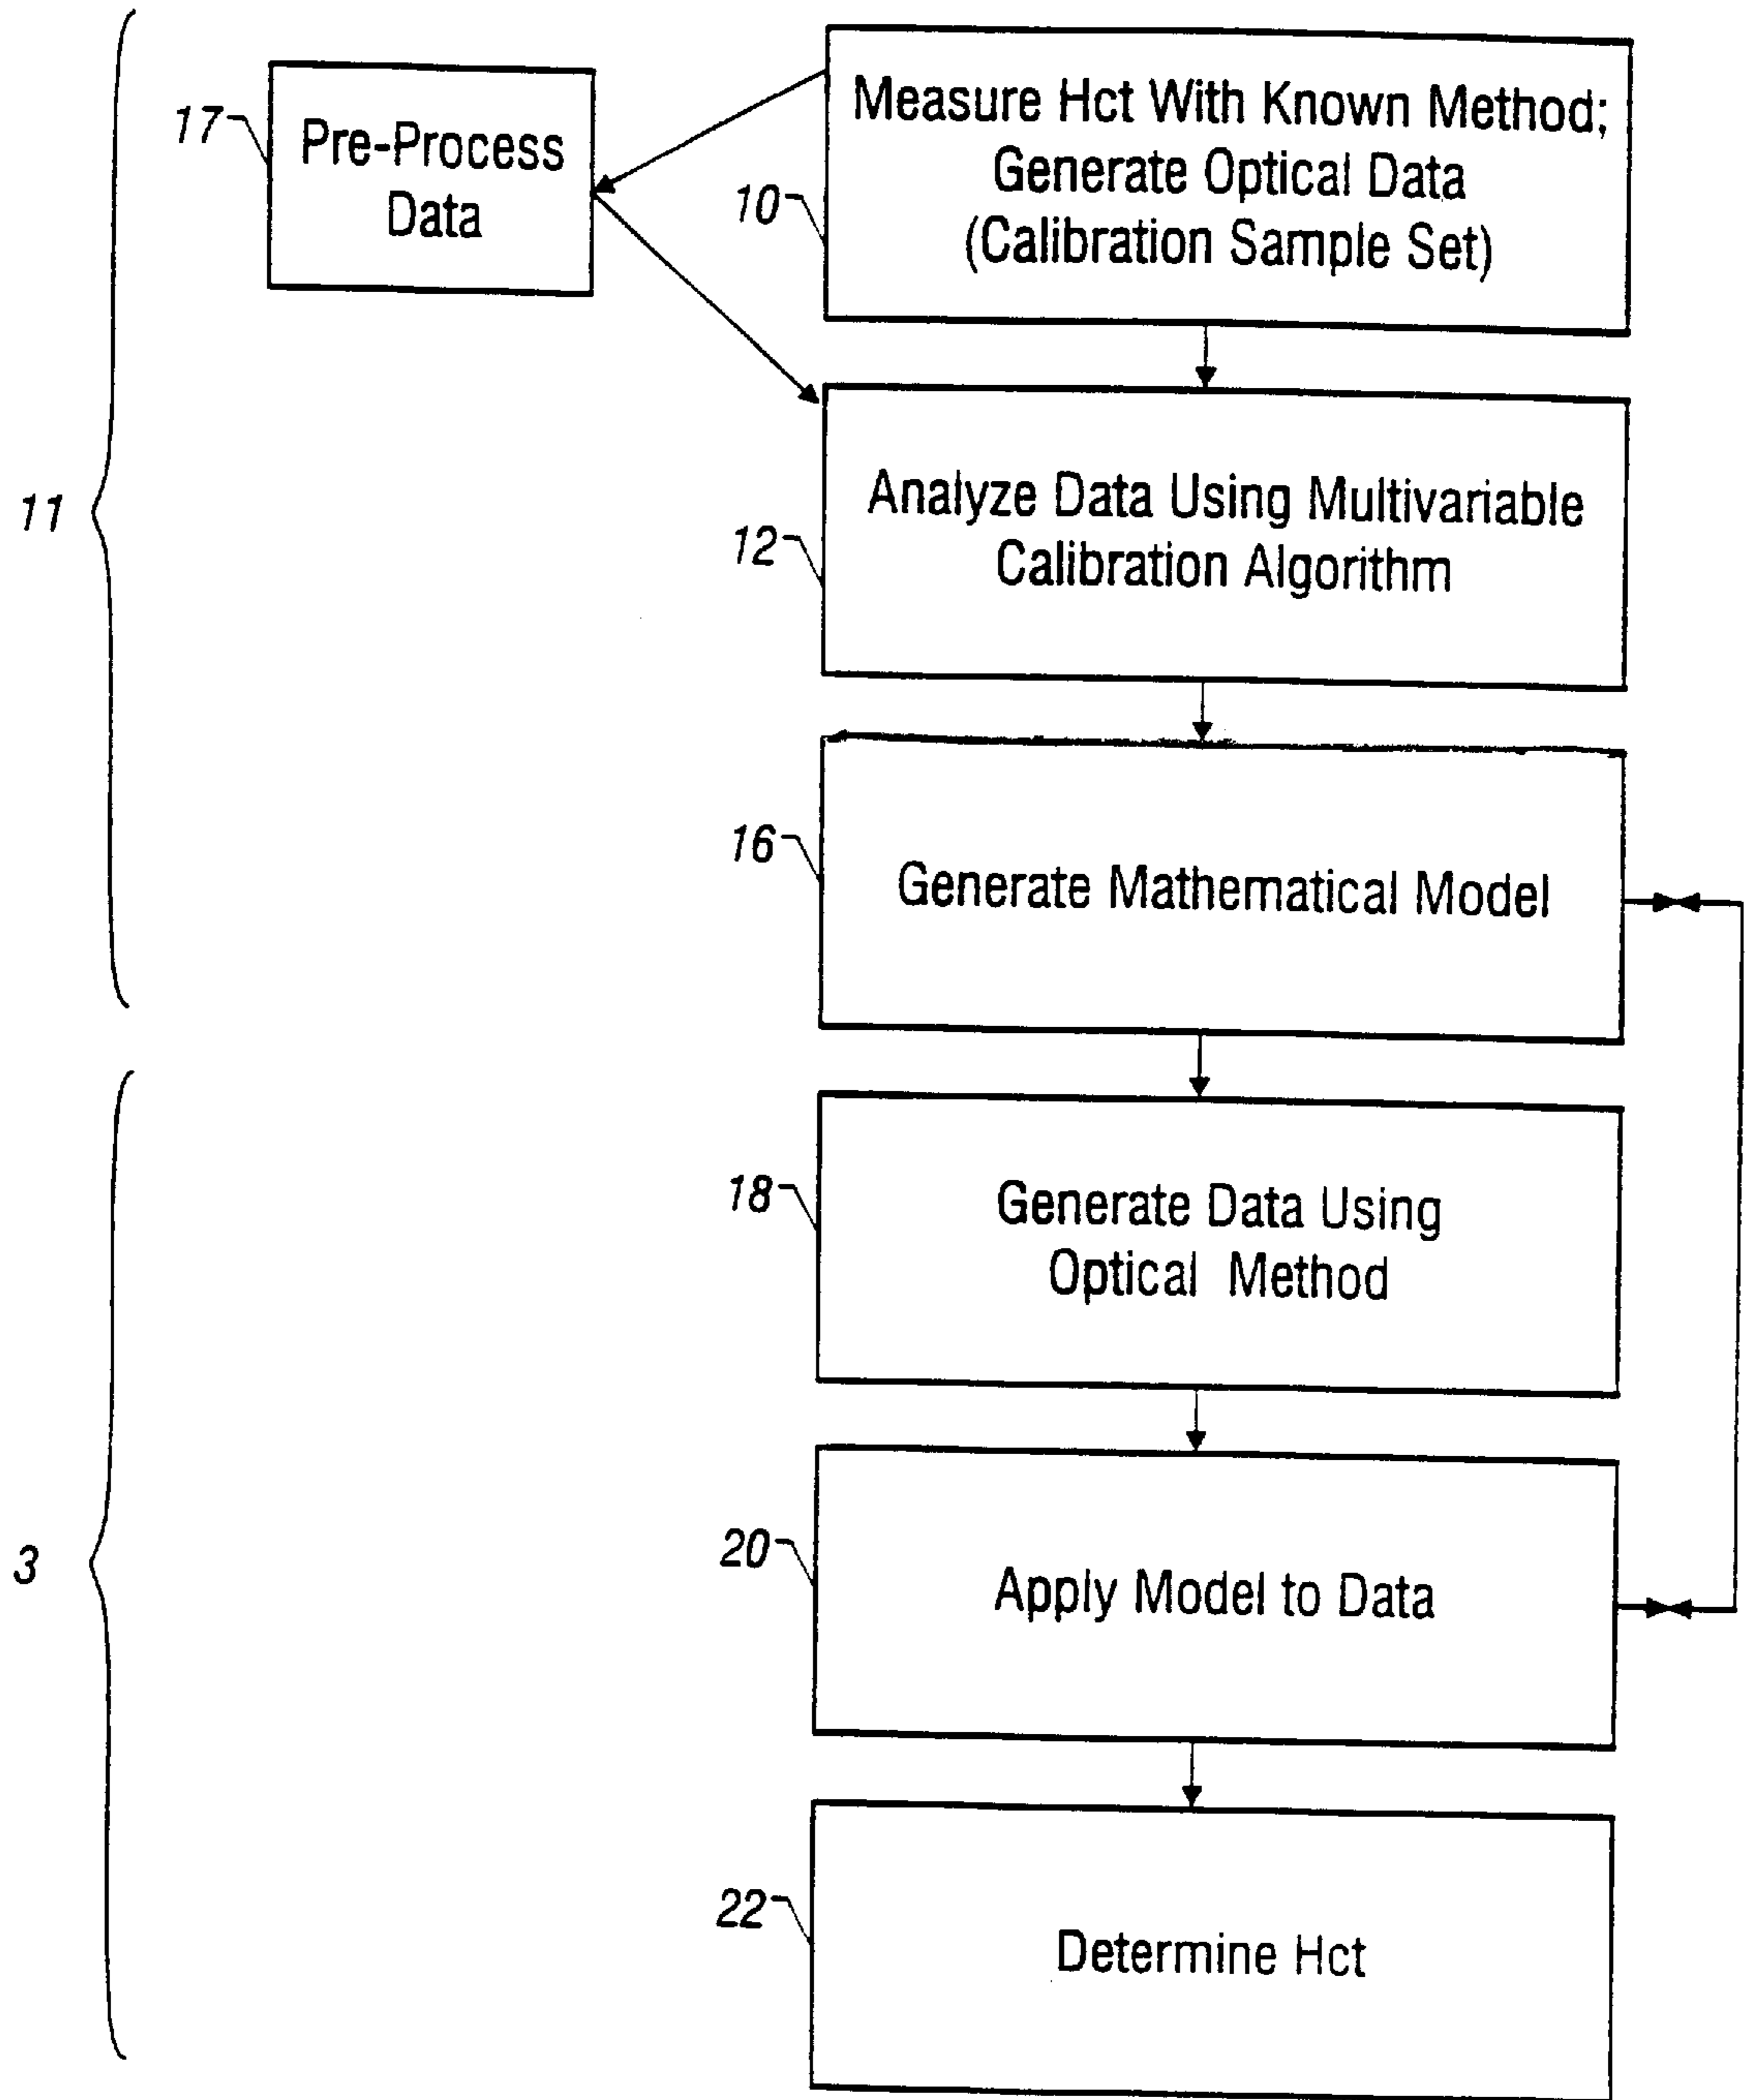 17
Pre-Process
Data
Measure Hct With Known Method;
Generate Optical Data
(Calibration Sample Set)
10
11
Analyze Data Using Multivariable
Calibration Algorithm
12
16
Generate Mathematical Model
18
Generate Data Using
Optical Method
3
20
Apply Model to Data
22
Determine Hct